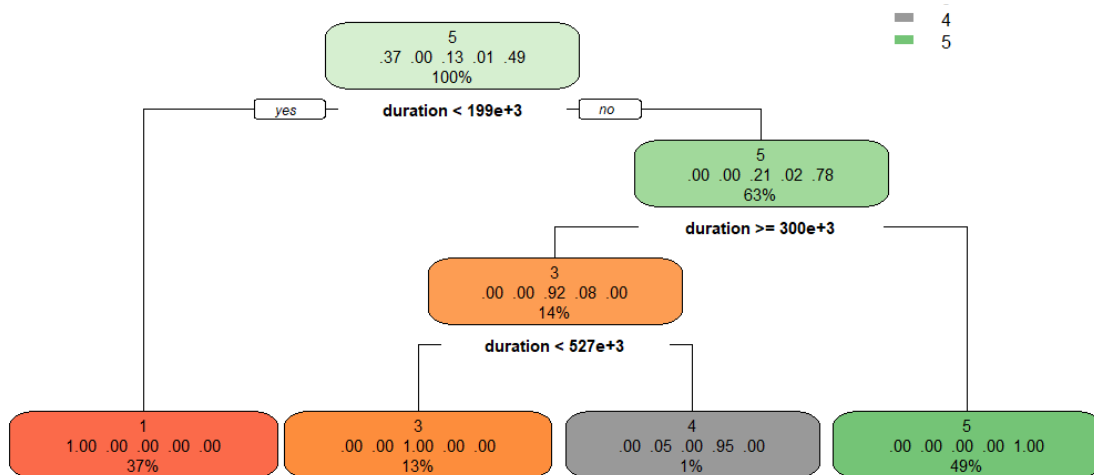 4
5
5
.37 .00 .13 .01 .49
100%
yes duration < 199e+3 no
5
.00 .00 .21 .02 .78
63%
duration >= 300e+3
3
.00 .00 .92 .08 .00
14%
duration < 527e+3
1
1.00 .00 .00 .00 .00
37%
3
.00 .00 1.00 .00 .00
13%
4
.00 .05 .00 .95 .00
1%
5
.00 .00 .00 .00 1.00
49%